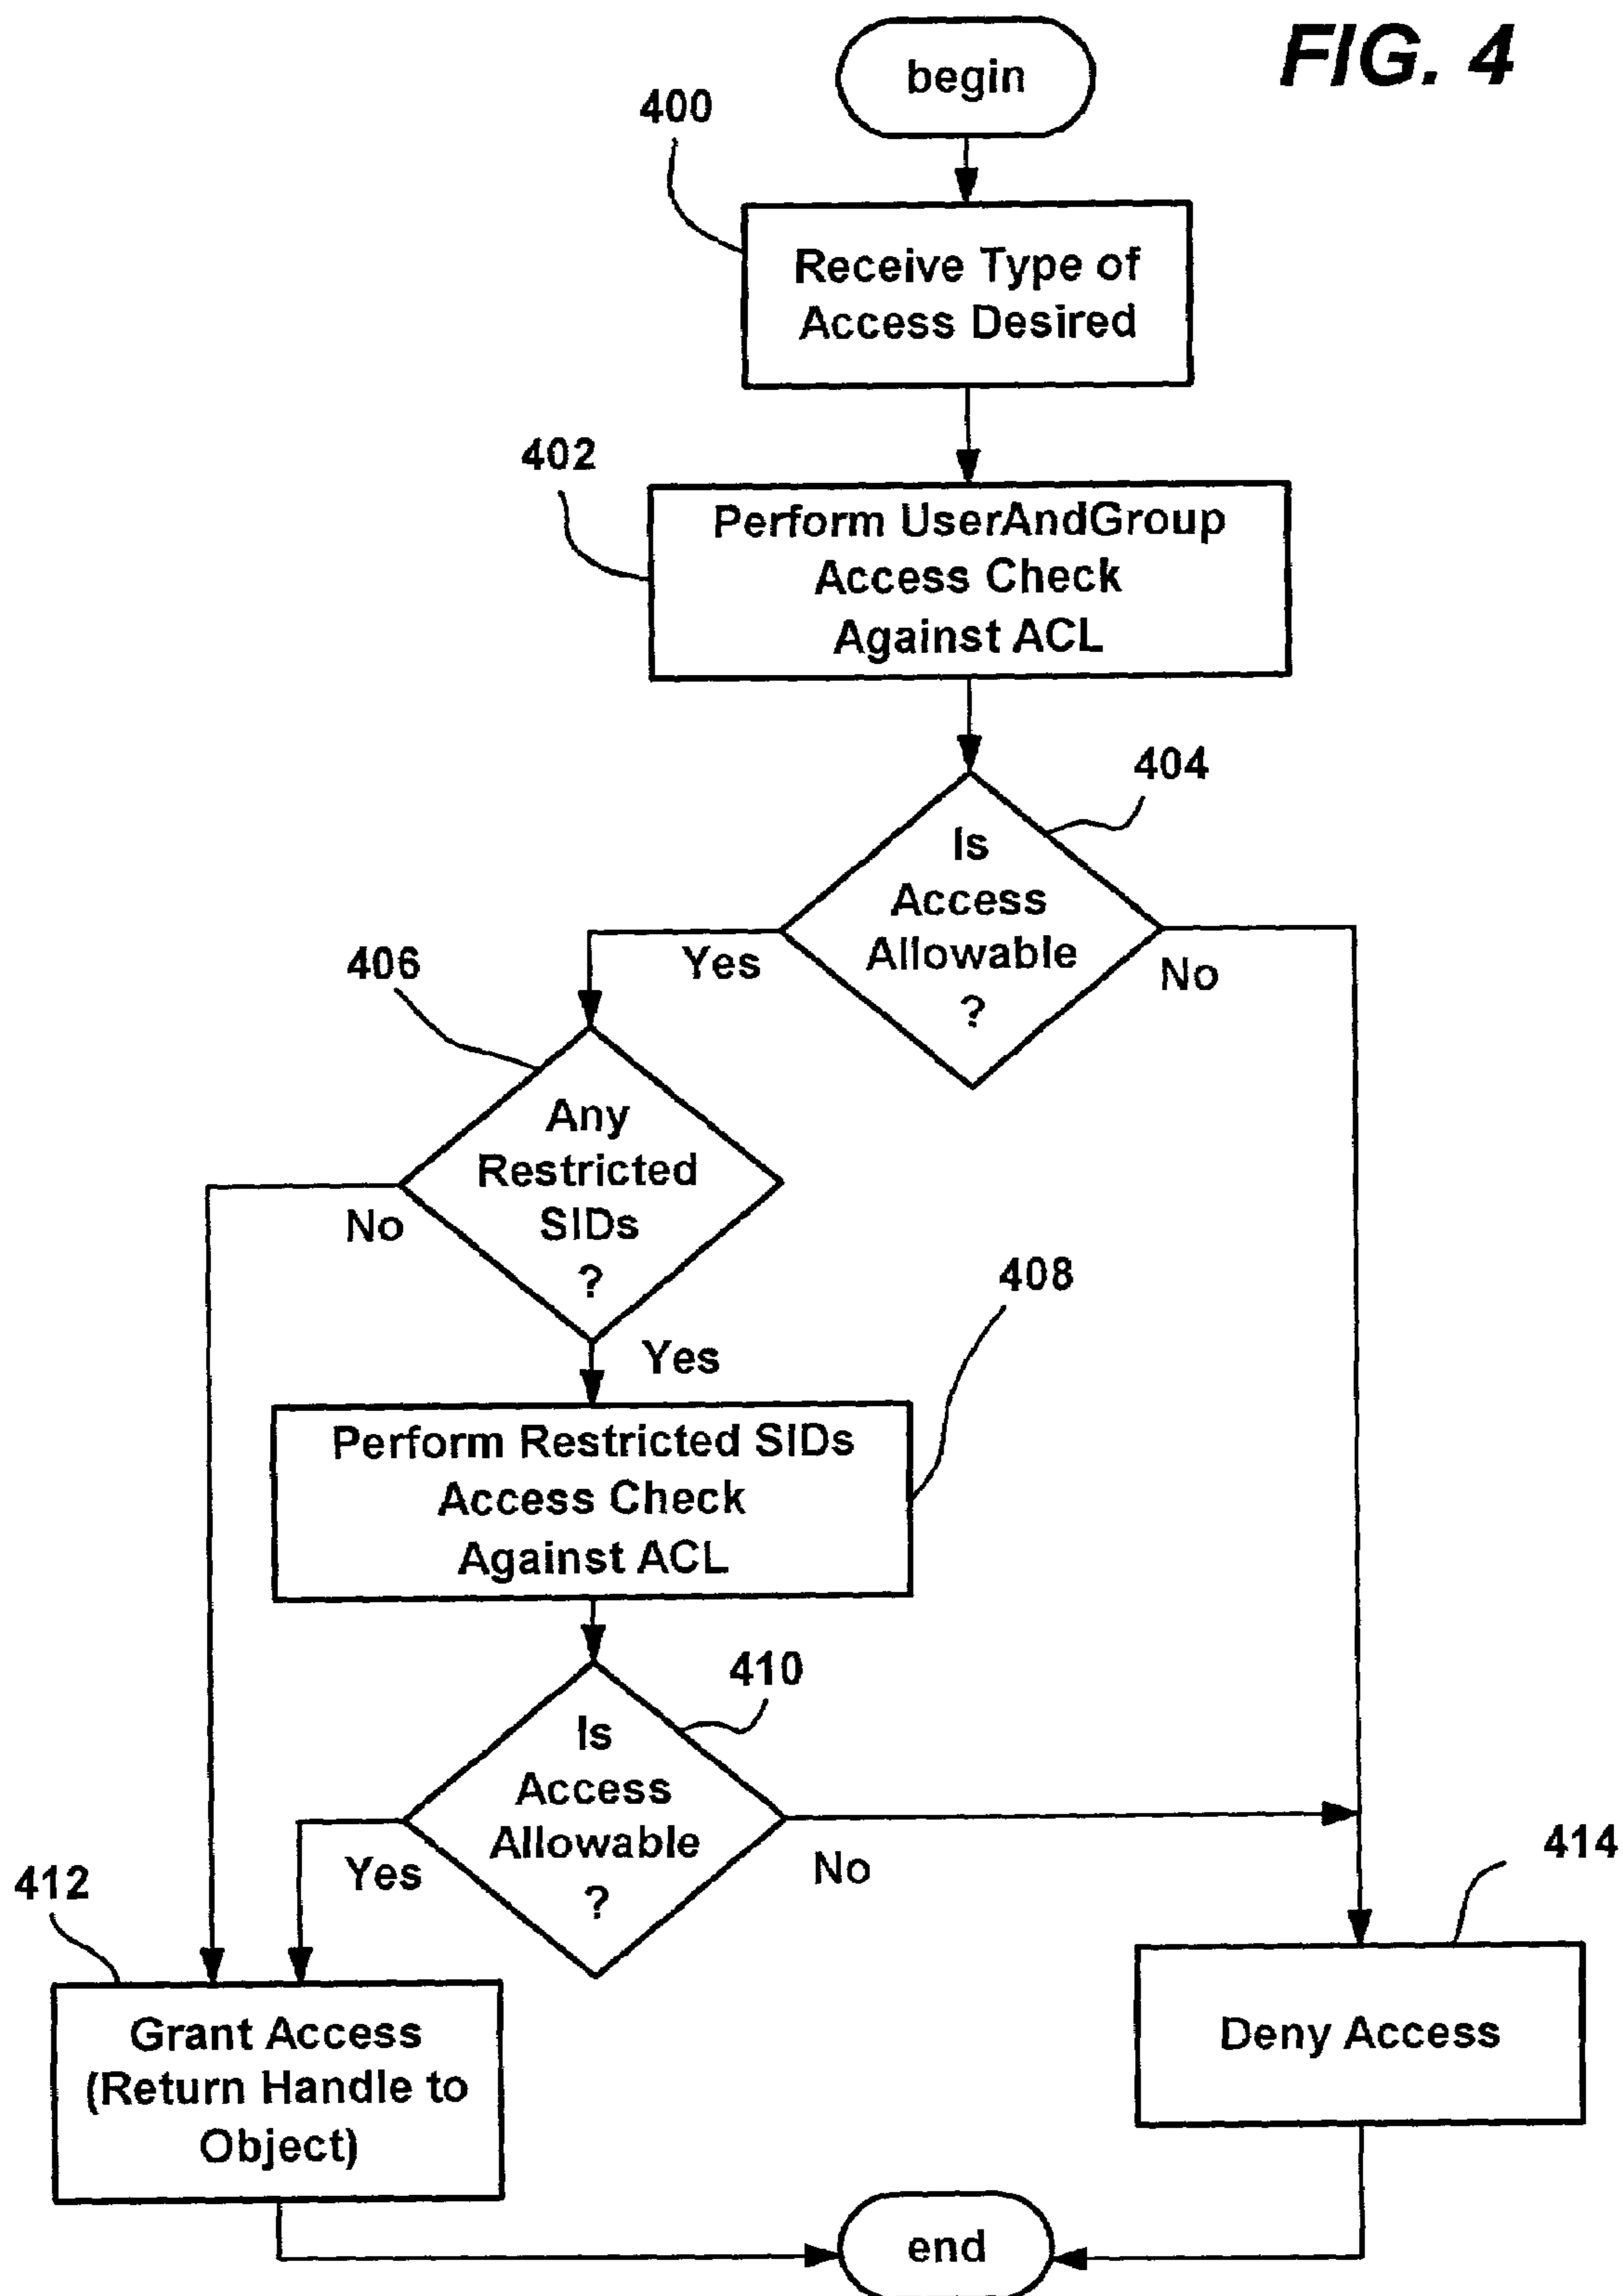 FIG. 4
begin
400
Receive Type of
Access Desired
402
Perform UserAndGroup
Access Check
Against ACL
404
Is
Access
Allowable
?
Yes
No
406
Any
Restricted
SIDs
?
No
Yes
408
Perform Restricted SIDs
Access Check
Against ACL
410
Is
Access
Allowable
?
Yes
No
412
Grant Access
(Return Handle to
Object)
414
Deny Access
end